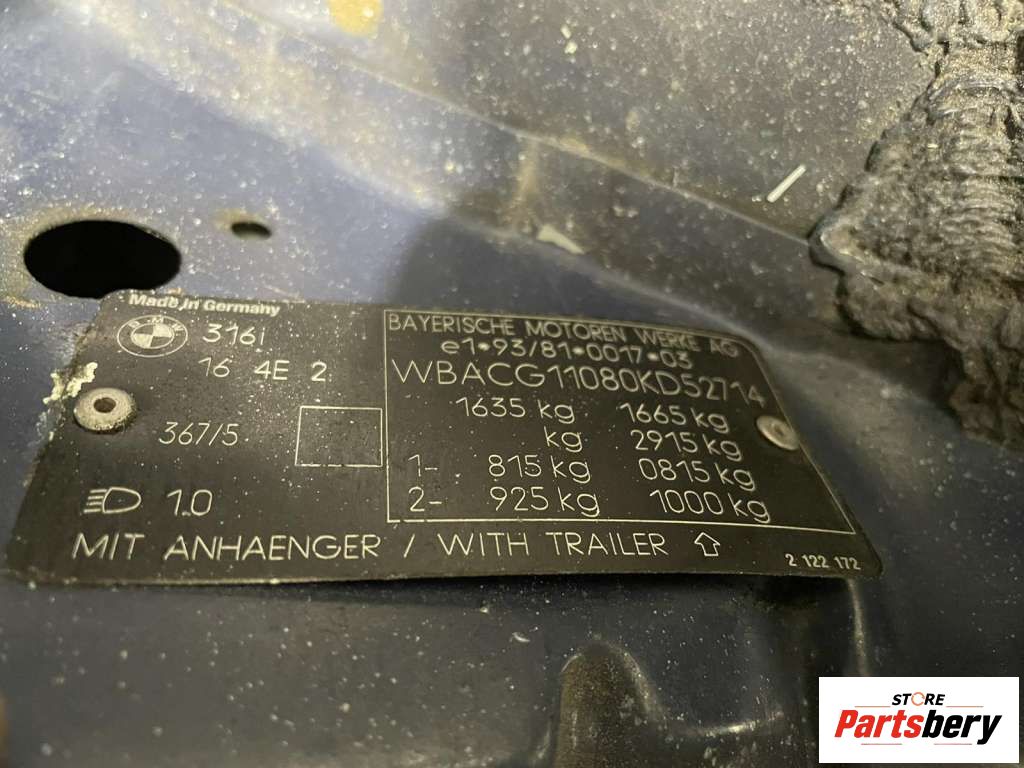 Made in Germany
316i
16 4E 2
367/5
1.0
BAYERISCHE MOTOREN WERKE AG
e1*93/81*0017*03
WBACG11080KD52714
1635 kg 1665 kg
kg 2915 kg
1- 815 kg 0815 kg
2- 925 kg 1000 kg
MIT ANHAENGER / WITH TRAILER ⇧
2 122 172
STORE
Partsbery